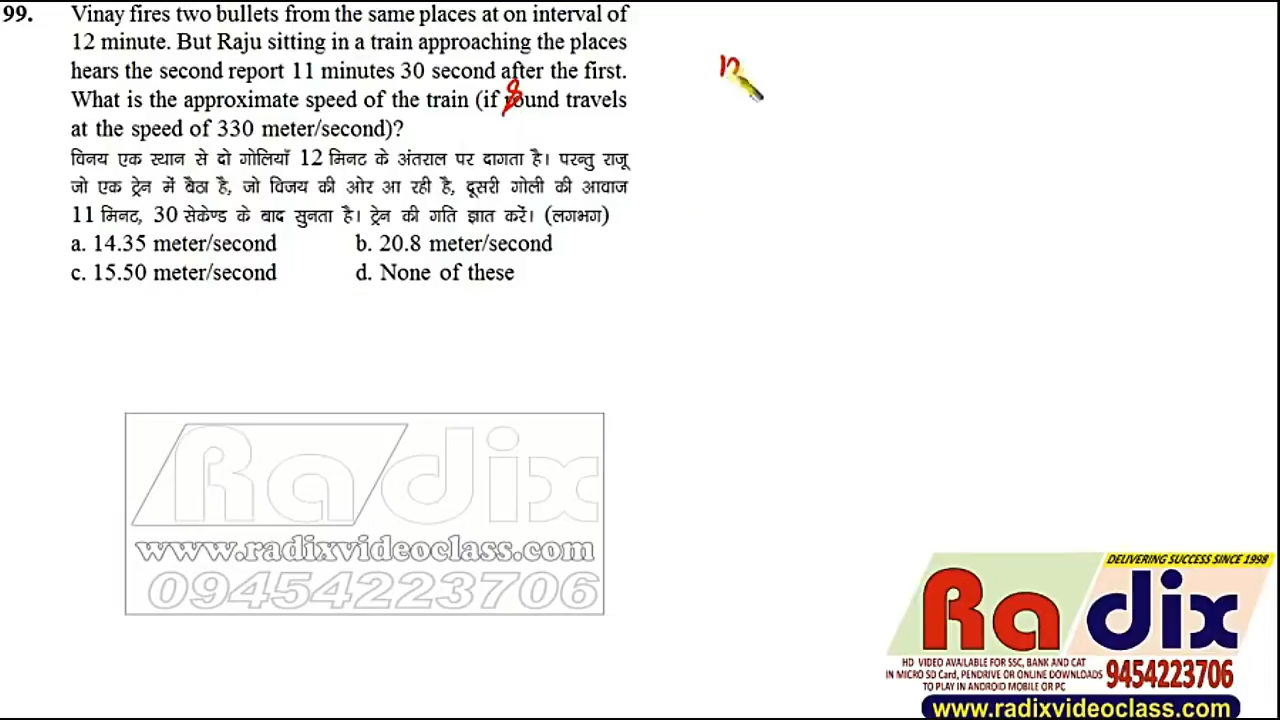 99. Vinay fires two bullets from the same places at on interval of
12 minute. But Raju sitting in a train approaching the places
hears the second report 11 minutes 30 second after the first.
What is the approximate speed of the train (if round travels
at the speed of 330 meter/second)?
विनय एक स्थान से दो गोलियाँ 12 मिनट के अंतराल पर दागता है। परन्तु राजू
जो एक ट्रेन में बैठा है, जो विजय की ओर आ रही है, दूसरी गोली की आवाज
11 मिनट, 30 सेकेण्ड के बाद सुनता है। ट्रेन की गति ज्ञात करें। (लगभग)
a. 14.35 meter/second b. 20.8 meter/second
c. 15.50 meter/second d. None of these
Radix
www.radixvideoclass.com
09454223706
DELIVERING SUCCESS SINCE 1998
Radix
HD VIDEO AVAILABLE FOR SSC, BANK AND CAT
IN MICRO SD Card, PENDRIVE OR ONLINE DOWNLOADS
TO PLAY IN ANDROID MOBILE OR PC
9454223706
www.radixvideoclass.com